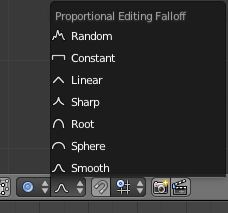 Proportional Editing Falloff
Random
Constant
Linear
Sharp
Root
Sphere
Smooth